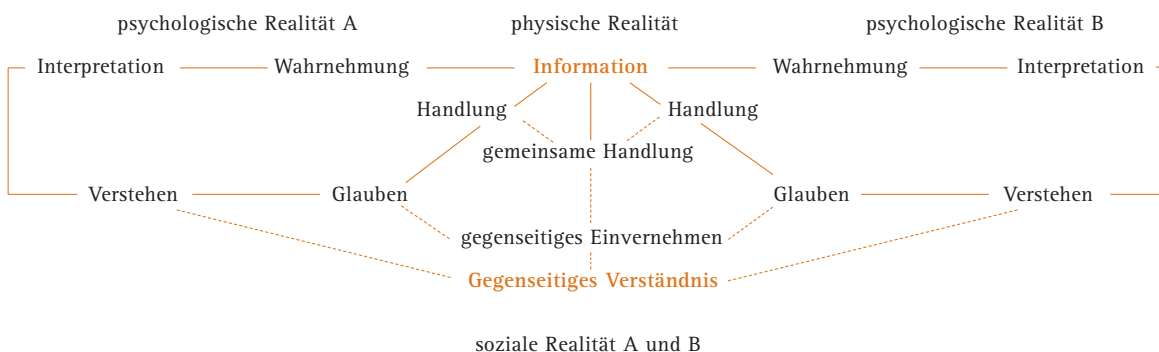 psychologische Realität A physische Realität psychologische Realität B
Interpretation Wahrnehmung Information Wahrnehmung Interpretation
Handlung Handlung
gemeinsame Handlung
Verstehen Glauben Glauben Verstehen
gegenseitiges Einvernehmen
Gegenseitiges Verständnis
soziale Realität A und B